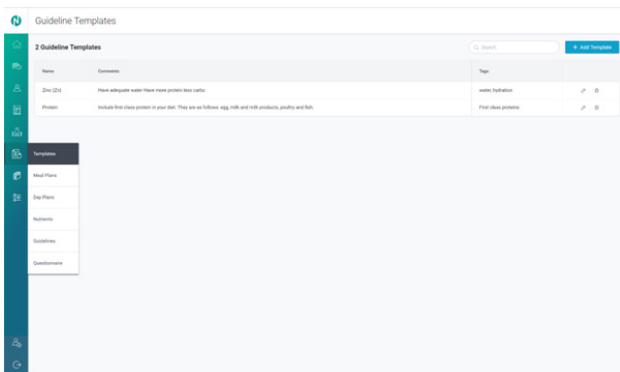 Guideline Templates
2 Guideline Templates
Search
+ Add Template
Name Comments Tags
Zinc (Zn) Have adequate water Have more protein less carbo water, hydration
Protein Include first class protein in your diet. They are as follows: egg, milk and milk products, poultry and fish. First class proteins
Templates
Meal Plans
Day Plans
Nutrients
Guidelines
Questionnaire